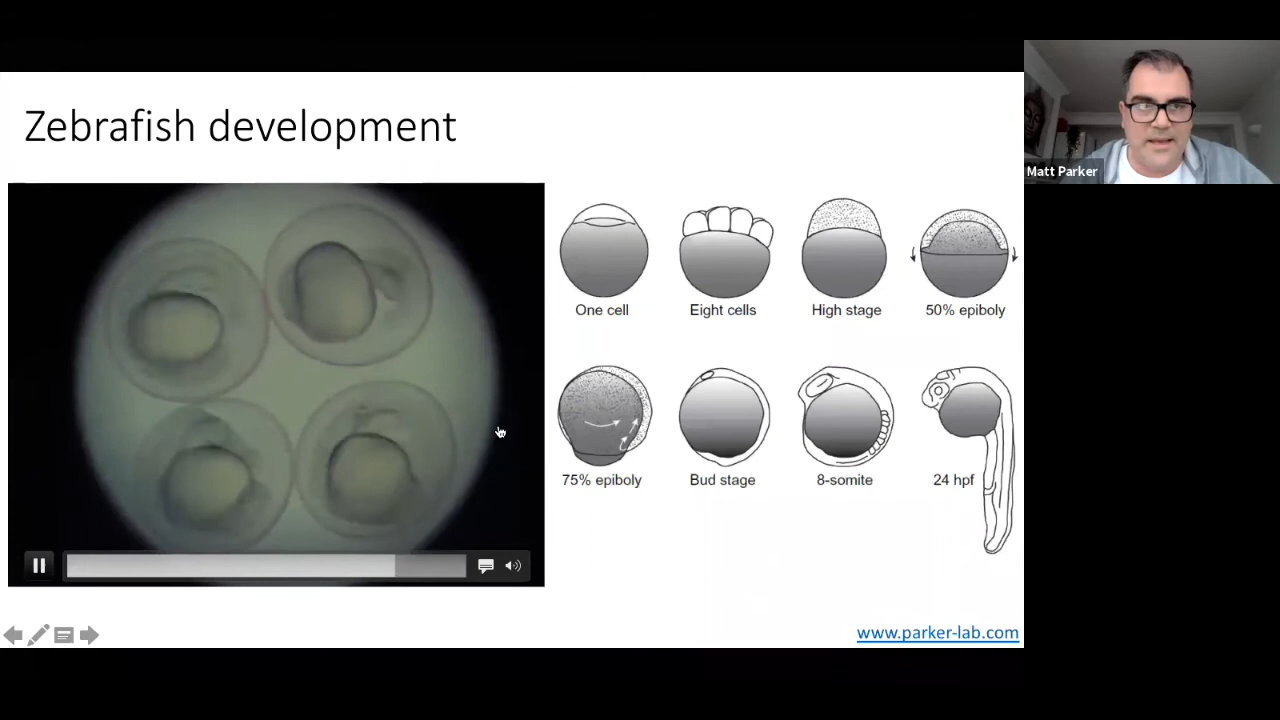 Zebrafish development
Matt Parker
One cell
Eight cells
High stage
50% epiboly
75% epiboly
Bud stage
8-somite
24 hpf
www.parker-lab.com